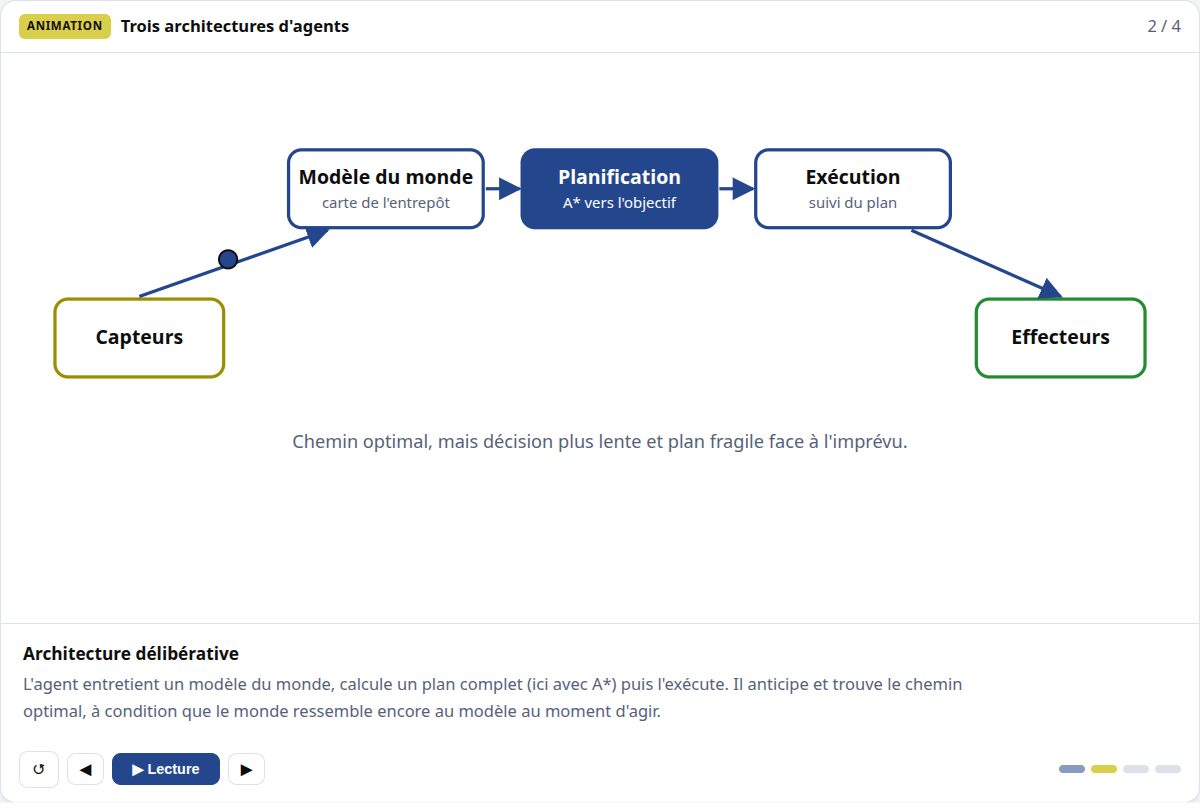 ANIMATION Trois architectures d'agents 2 / 4
Modèle du monde
carte de l'entrepôt
Planification
A* vers l'objectif
Exécution
suivi du plan
Capteurs
Effecteurs
Chemin optimal, mais décision plus lente et plan fragile face à l'imprévu.
Architecture délibérative
L'agent entretient un modèle du monde, calcule un plan complet (ici avec A*) puis l'exécute. Il anticipe et trouve le chemin
optimal, à condition que le monde ressemble encore au modèle au moment d'agir.
↺ ◀ ▶ Lecture ▶